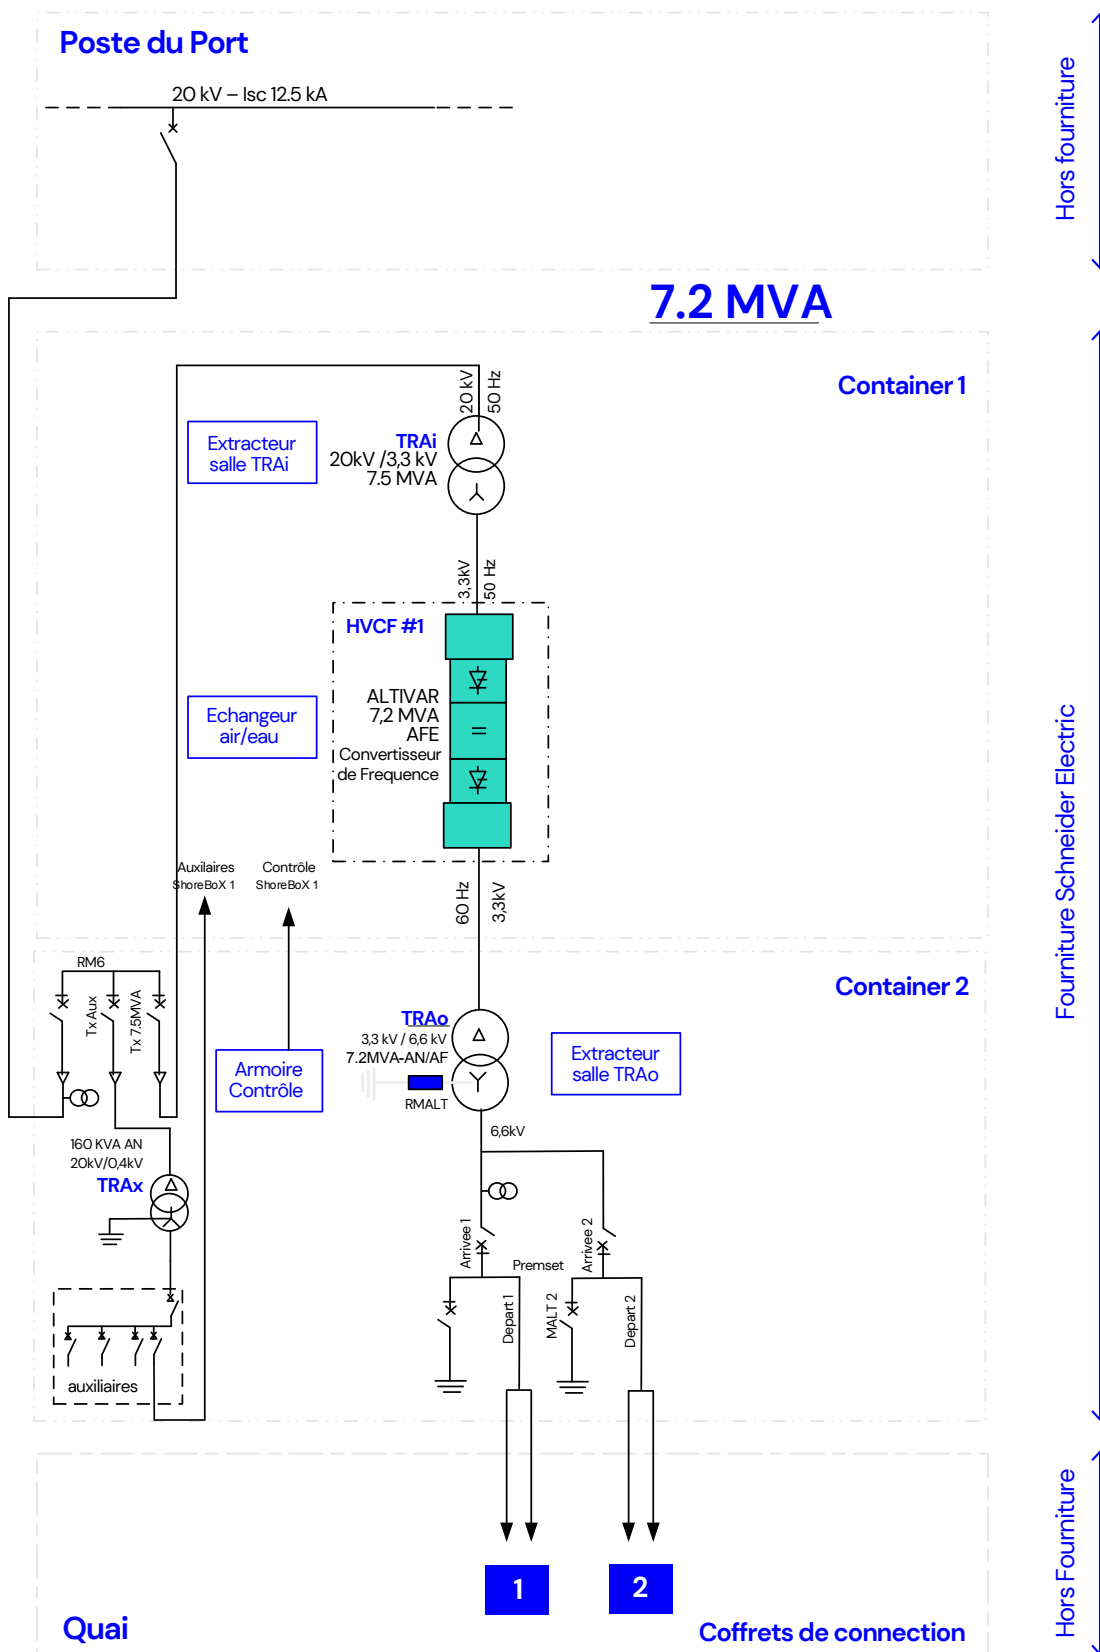 Poste du Port
20 kV – Isc 12.5 kA
Hors fourniture
7.2 MVA
Container 1
20 kV
50 Hz
Extracteur
salle TRAi
TRAi
20kV /3,3 kV
7.5 MVA
3,3kV
50 Hz
HVCF #1
ALTIVAR
7,2 MVA
AFE
Convertisseur
de Frequence
Echangeur
air/eau
Fourniture Schneider Electric
Auxilaires
ShoreBoX 1
Contrôle
ShoreBoX 1
60 Hz
3,3kV
RM6
Container 2
Tx Aux
Tx 7.5MVA
TRAo
3,3 kV / 6,6 kV
7.2MVA-AN/AF
RMALT
Extracteur
salle TRAo
Armoire
Contrôle
6,6kV
160 KVA AN
20kV/0,4kV
TRAx
Arrivee 1
Arrivee 2
Premset
Depart 1
MALT 2
Depart 2
auxiliaires
1
2
Hors Fourniture
Quai
Coffrets de connection